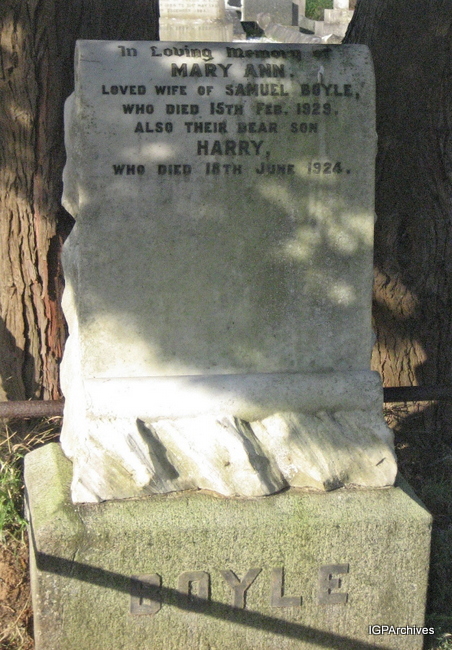 In Loving Memory of
MARY ANN.
LOVED WIFE OF SAMUEL BOYLE,
WHO DIED 15TH FEB. 1929.
ALSO THEIR DEAR SON
HARRY,
WHO DIED 18TH JUNE 1924.
BOYLE
IGPArchives